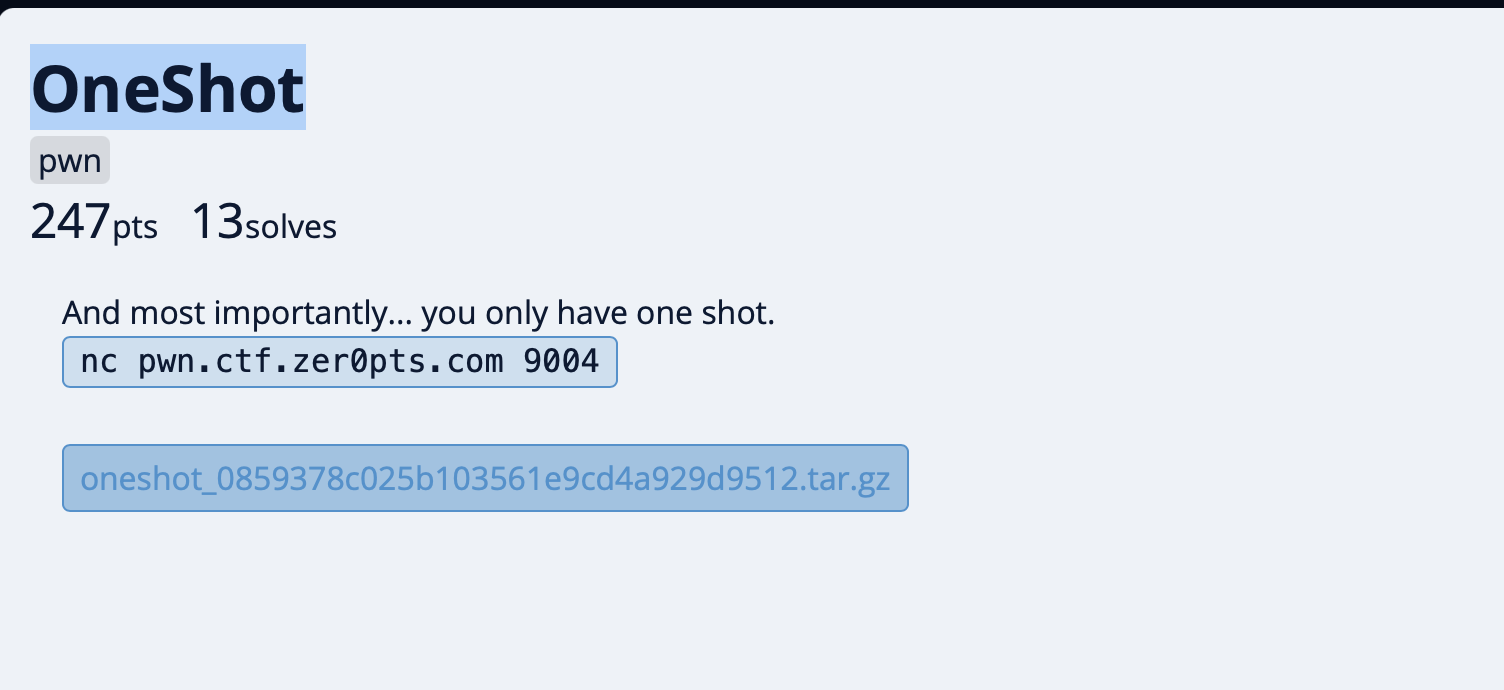 OneShot
pwn
247pts 13solves
And most importantly... you only have one shot.
nc pwn.ctf.zer0pts.com 9004
oneshot_0859378c025b103561e9cd4a929d9512.tar.gz